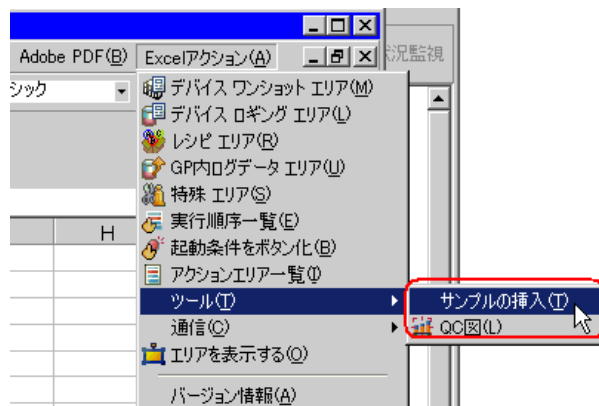 Adobe PDF(B) Excelアクション(A)
況監視
シック
デバイス ワンショット エリア(M)
デバイス ロギング エリア(L)
レシピ エリア(R)
GP内ログデータ エリア(U)
特殊 エリア(S)
実行順序一覧(E)
H
起動条件をボタン化(B)
アクションエリア一覧(I)
ツール(T)
サンプルの挿入(T)
通信(C)
QC図(L)
エリアを表示する(O)
バージョン情報(A)